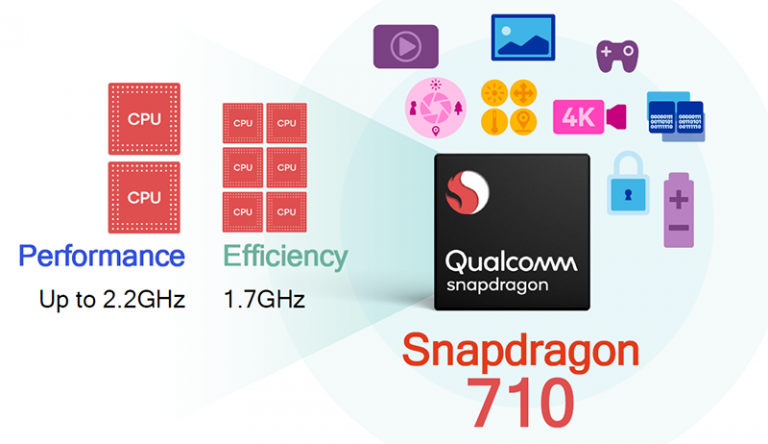 CPU
CPU
Performance
Up to 2.2GHz
CPU CPU
CPU CPU
CPU CPU
Efficiency
1.7GHz
4K
Qualcomm
snapdragon
Snapdragon
710